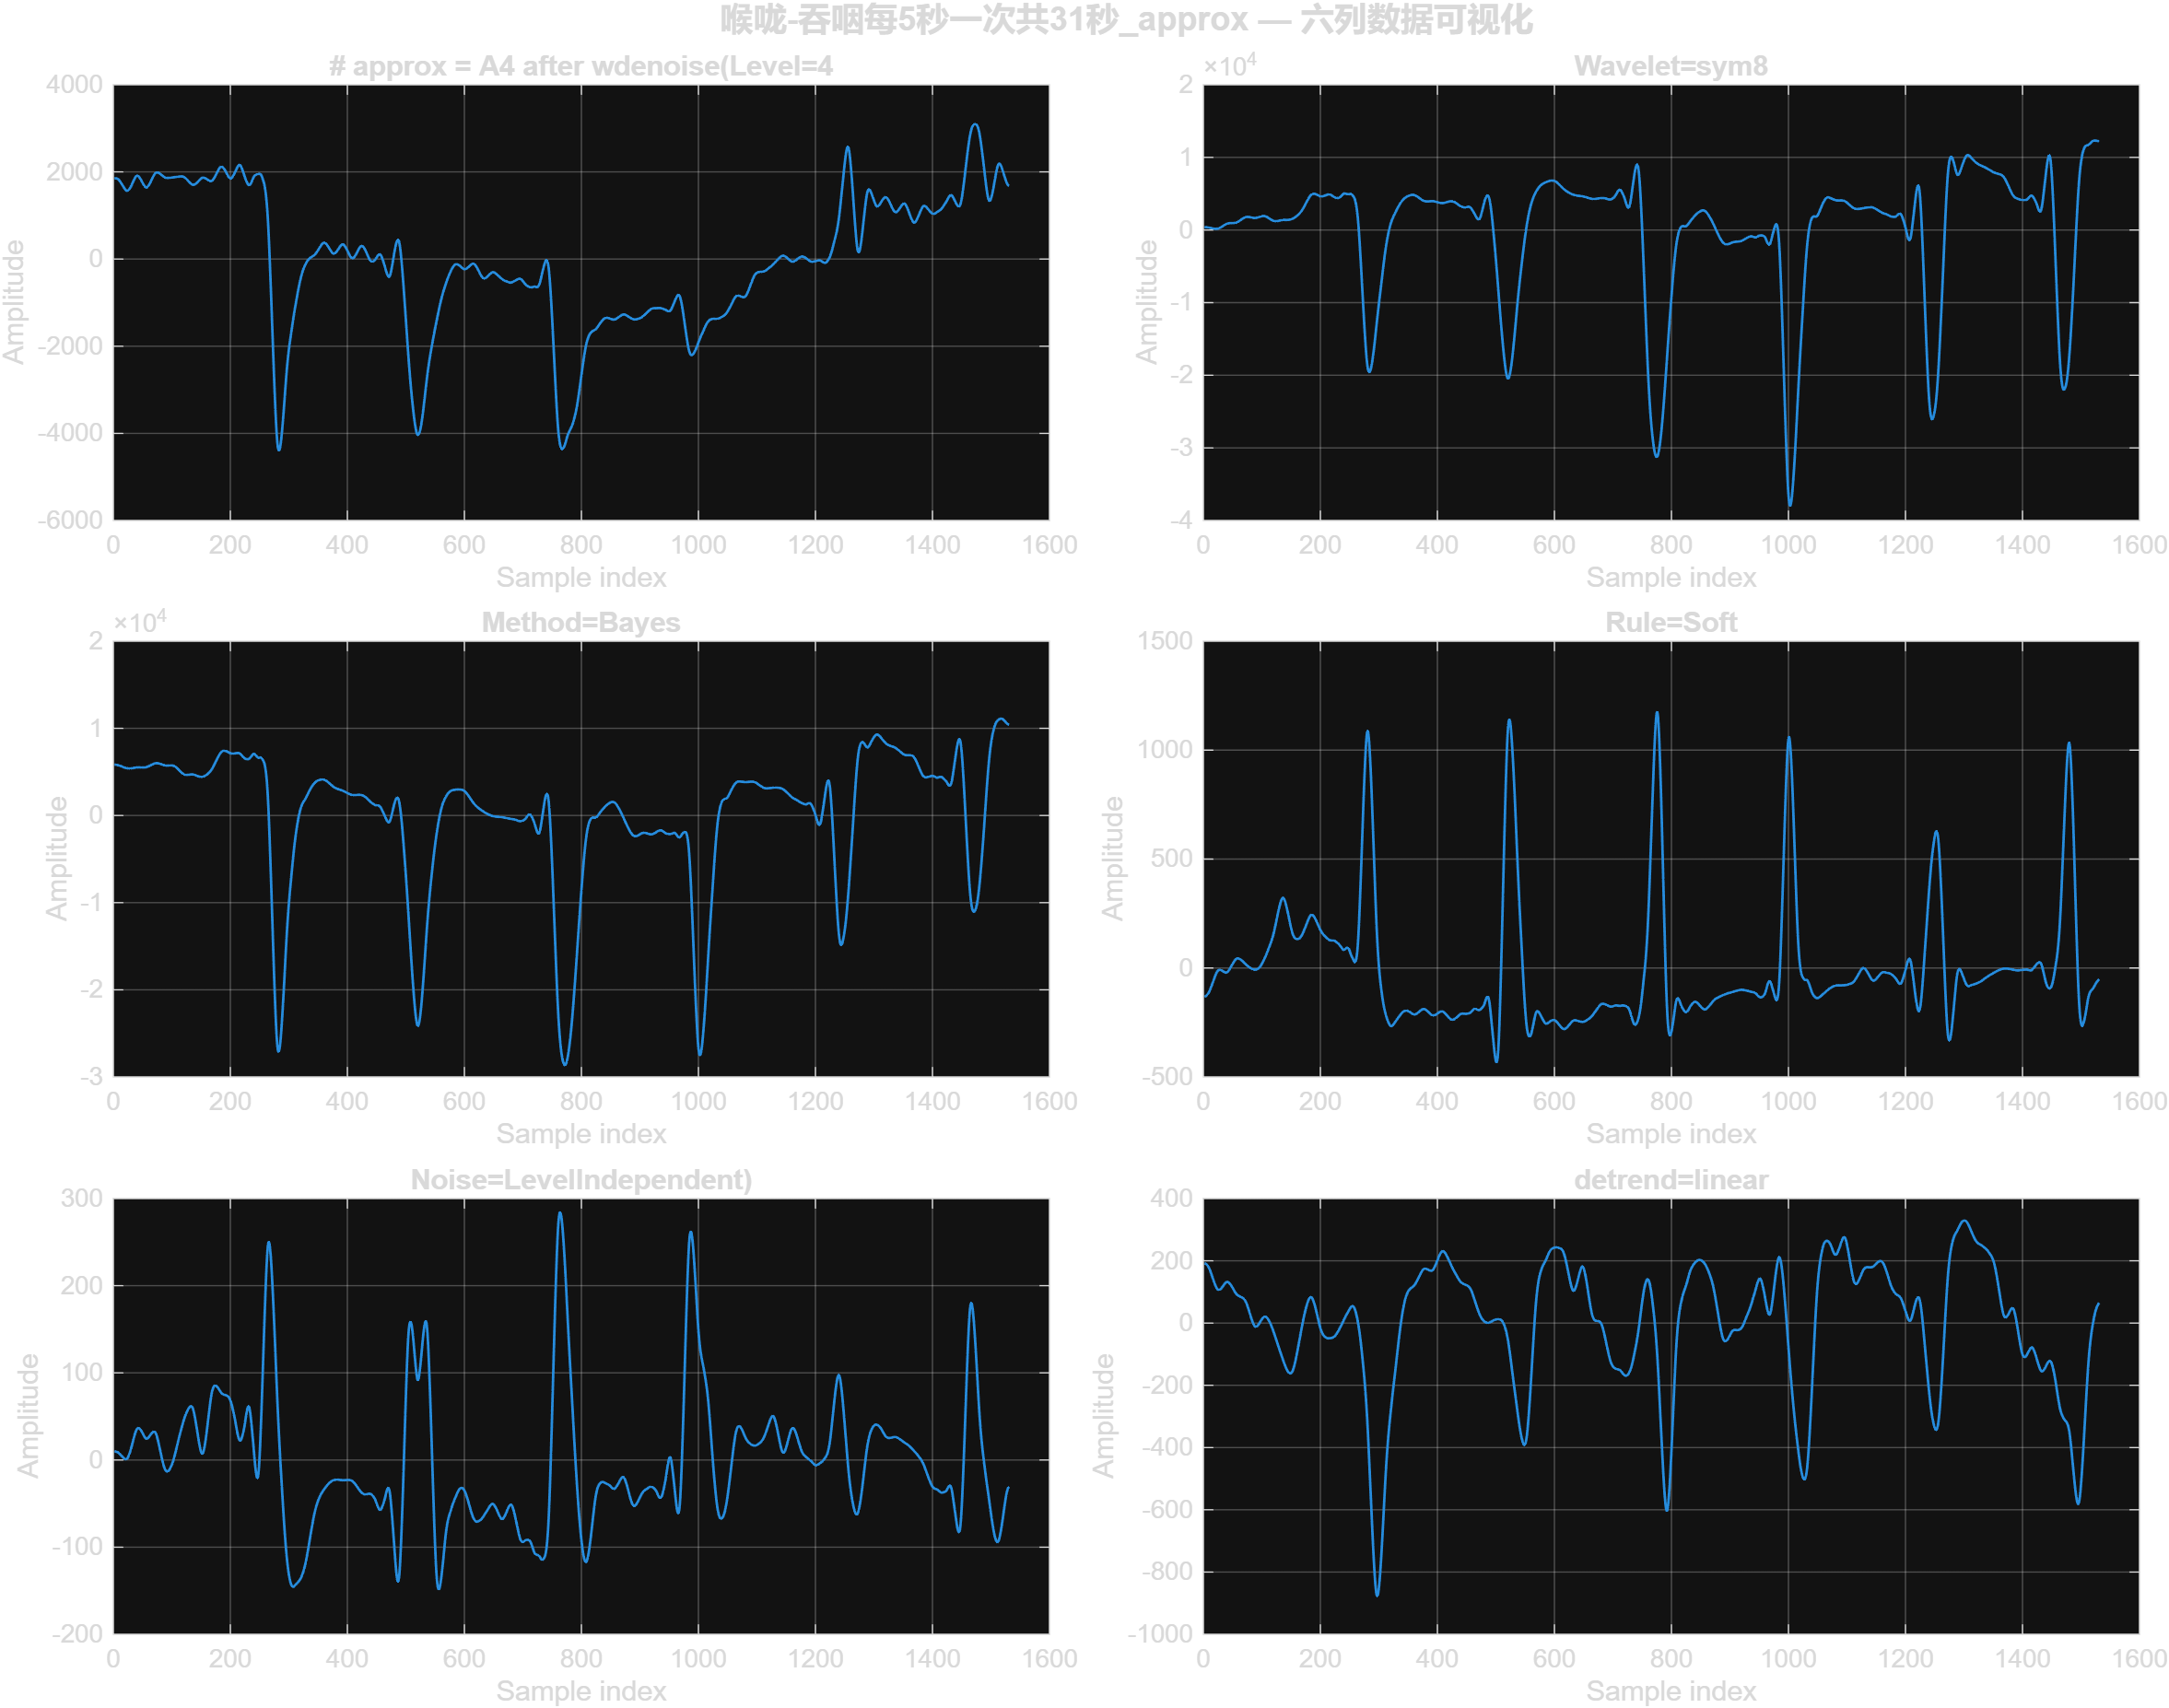 喉咙-吞咽每5秒一次共31秒_approx — 六列数据可视化
# approx = A4 after wdenoise(Level=4
4000
2000
0
-2000
-4000
-6000
Amplitude
0 200 400 600 800 1000 1200 1400 1600
Sample index
Wavelet=sym8
×10⁴
2
1
0
-1
-2
-3
-4
Amplitude
0 200 400 600 800 1000 1200 1400 1600
Sample index
Method=Bayes
×10⁴
2
1
0
-1
-2
-3
Amplitude
0 200 400 600 800 1000 1200 1400 1600
Sample index
Rule=Soft
1500
1000
500
0
-500
Amplitude
0 200 400 600 800 1000 1200 1400 1600
Sample index
Noise=LevelIndependent)
300
200
100
0
-100
-200
Amplitude
0 200 400 600 800 1000 1200 1400 1600
Sample index
detrend=linear
400
200
0
-200
-400
-600
-800
-1000
Amplitude
0 200 400 600 800 1000 1200 1400 1600
Sample index